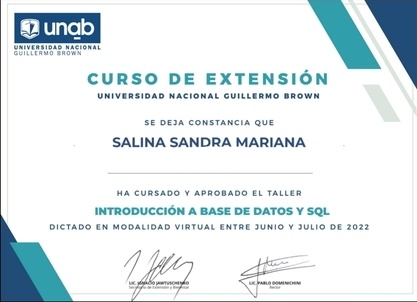 unab
UNIVERSIDAD NACIONAL
GUILLERMO BROWN
CURSO DE EXTENSIÓN
UNIVERSIDAD NACIONAL GUILLERMO BROWN
SE DEJA CONSTANCIA QUE
SALINA SANDRA MARIANA
HA CURSADO Y APROBADO EL TALLER
INTRODUCCIÓN A BASE DE DATOS Y SQL
DICTADO EN MODALIDAD VIRTUAL ENTRE JUNIO Y JULIO DE 2022
LIC. IGNACIO JAWTUSCHENKO
Secretario de Extensión y Bienestar
LIC. PABLO DOMENICHINI
Rector